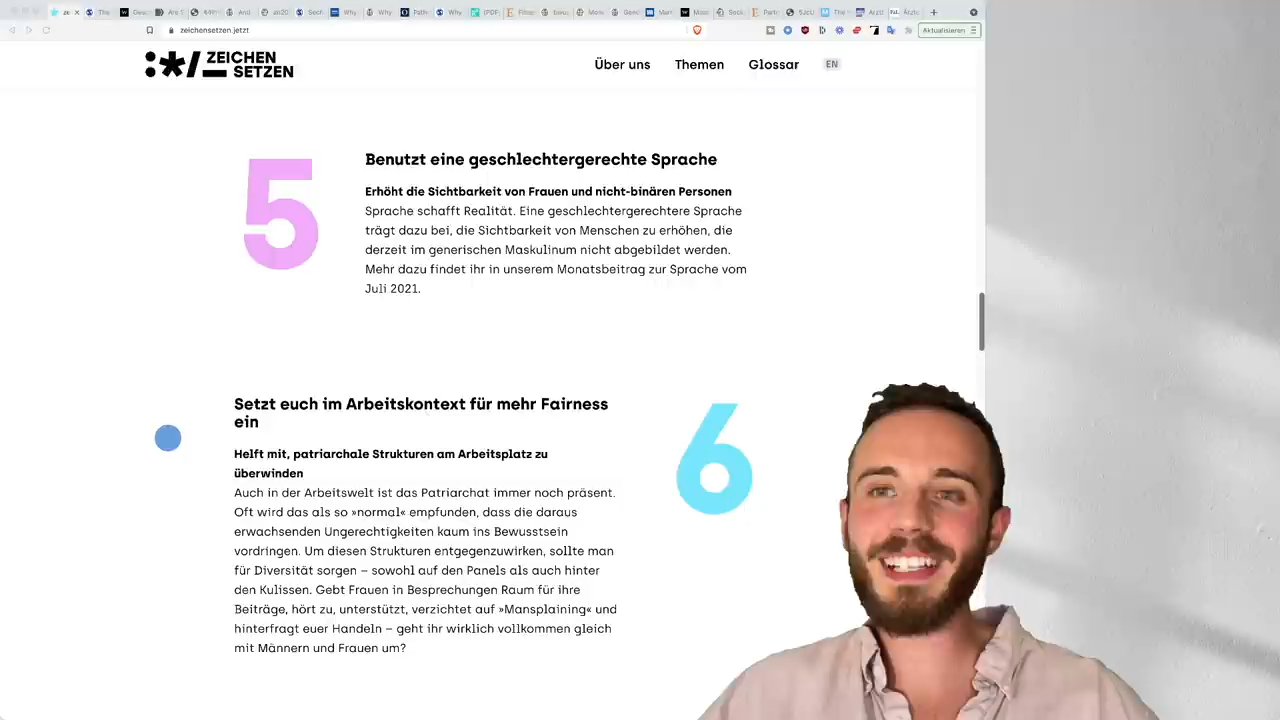 zeichensetzen.jetzt
Aktualisieren
ZEICHEN
SETZEN
Über uns
Themen
Glossar
EN
5
Benutzt eine geschlechtergerechte Sprache
Erhöht die Sichtbarkeit von Frauen und nicht-binären Personen
Sprache schafft Realität. Eine geschlechtergerechtere Sprache
trägt dazu bei, die Sichtbarkeit von Menschen zu erhöhen, die
derzeit im generischen Maskulinum nicht abgebildet werden.
Mehr dazu findet ihr in unserem Monatsbeitrag zur Sprache vom
Juli 2021.
Setzt euch im Arbeitskontext für mehr Fairness
ein
6
Helft mit, patriarchale Strukturen am Arbeitsplatz zu
überwinden
Auch in der Arbeitswelt ist das Patriarchat immer noch präsent.
Oft wird das als so »normal« empfunden, dass die daraus
erwachsenden Ungerechtigkeiten kaum ins Bewusstsein
vordringen. Um diesen Strukturen entgegenzuwirken, sollte man
für Diversität sorgen – sowohl auf den Panels als auch hinter
den Kulissen. Gebt Frauen in Besprechungen Raum für ihre
Beiträge, hört zu, unterstützt, verzichtet auf »Mansplaining« und
hinterfragt euer Handeln – geht ihr wirklich vollkommen gleich
mit Männern und Frauen um?